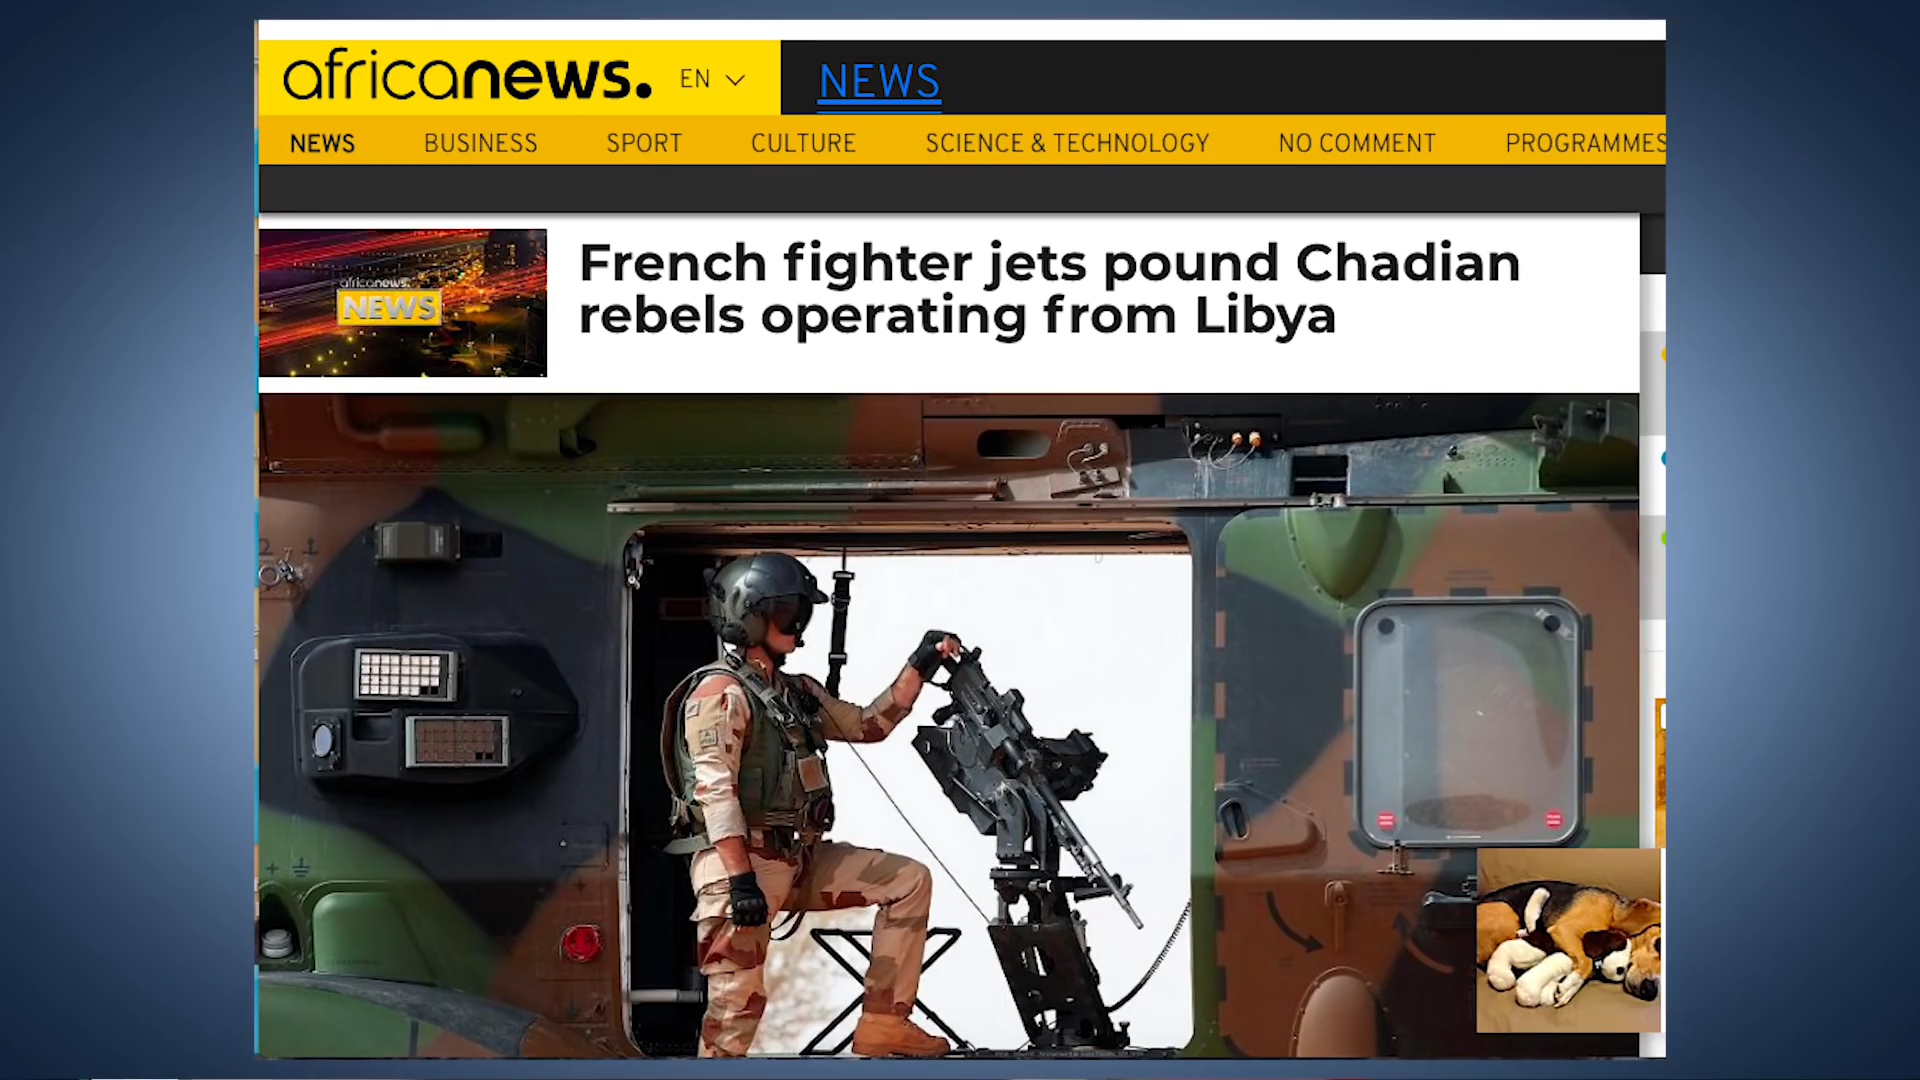 africanews.
EN
NEWS
NEWS
BUSINESS
SPORT
CULTURE
SCIENCE & TECHNOLOGY
NO COMMENT
PROGRAMMES
africanews.
NEWS
French fighter jets pound Chadian
rebels operating from Libya